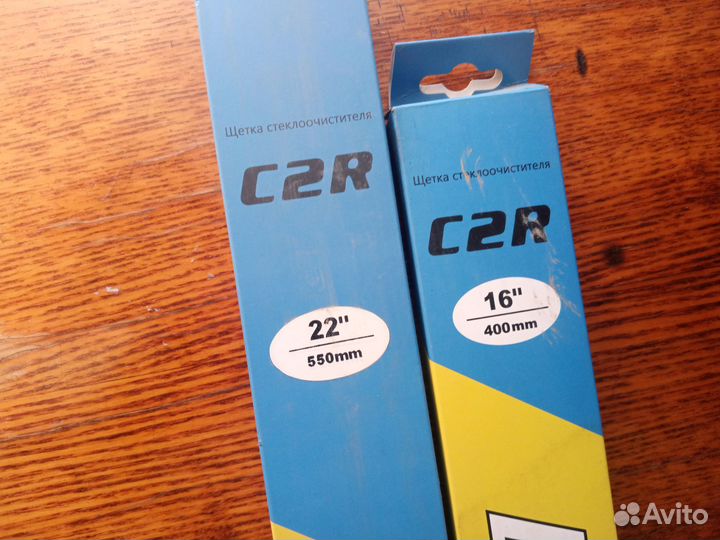 Щетка стеклоочистителя
C2R
22"
550mm
Щетка стеклоочистителя
C2R
16"
400mm
Avito